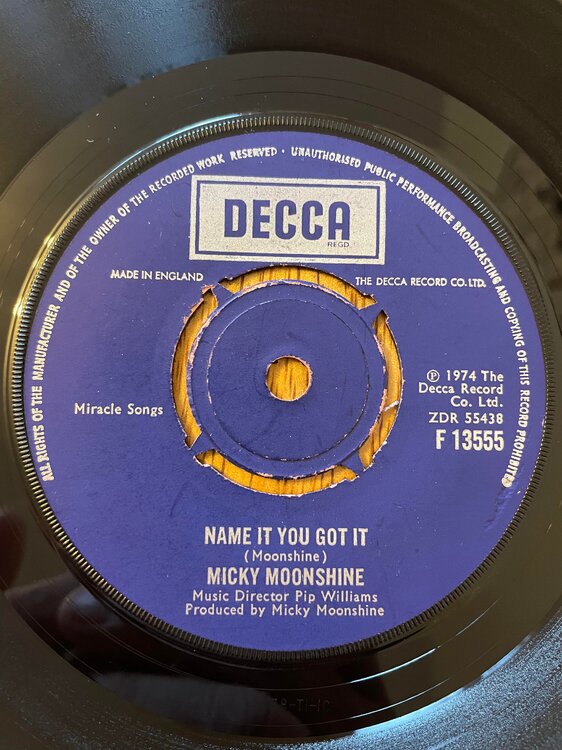 ALL RIGHTS OF THE MANUFACTURER AND OF THE OWNER OF THE RECORDED WORK RESERVED · UNAUTHORISED PUBLIC PERFORMANCE BROADCASTING AND COPYING OF THIS RECORD PROHIBITED
DECCA
REGD.
MADE IN ENGLAND
THE DECCA RECORD CO. LTD.
Miracle Songs
℗ 1974 The
Decca Record
Co. Ltd.
ZDR 55438
F 13555
NAME IT YOU GOT IT
(Moonshine)
MICKY MOONSHINE
Music Director Pip Williams
Produced by Micky Moonshine